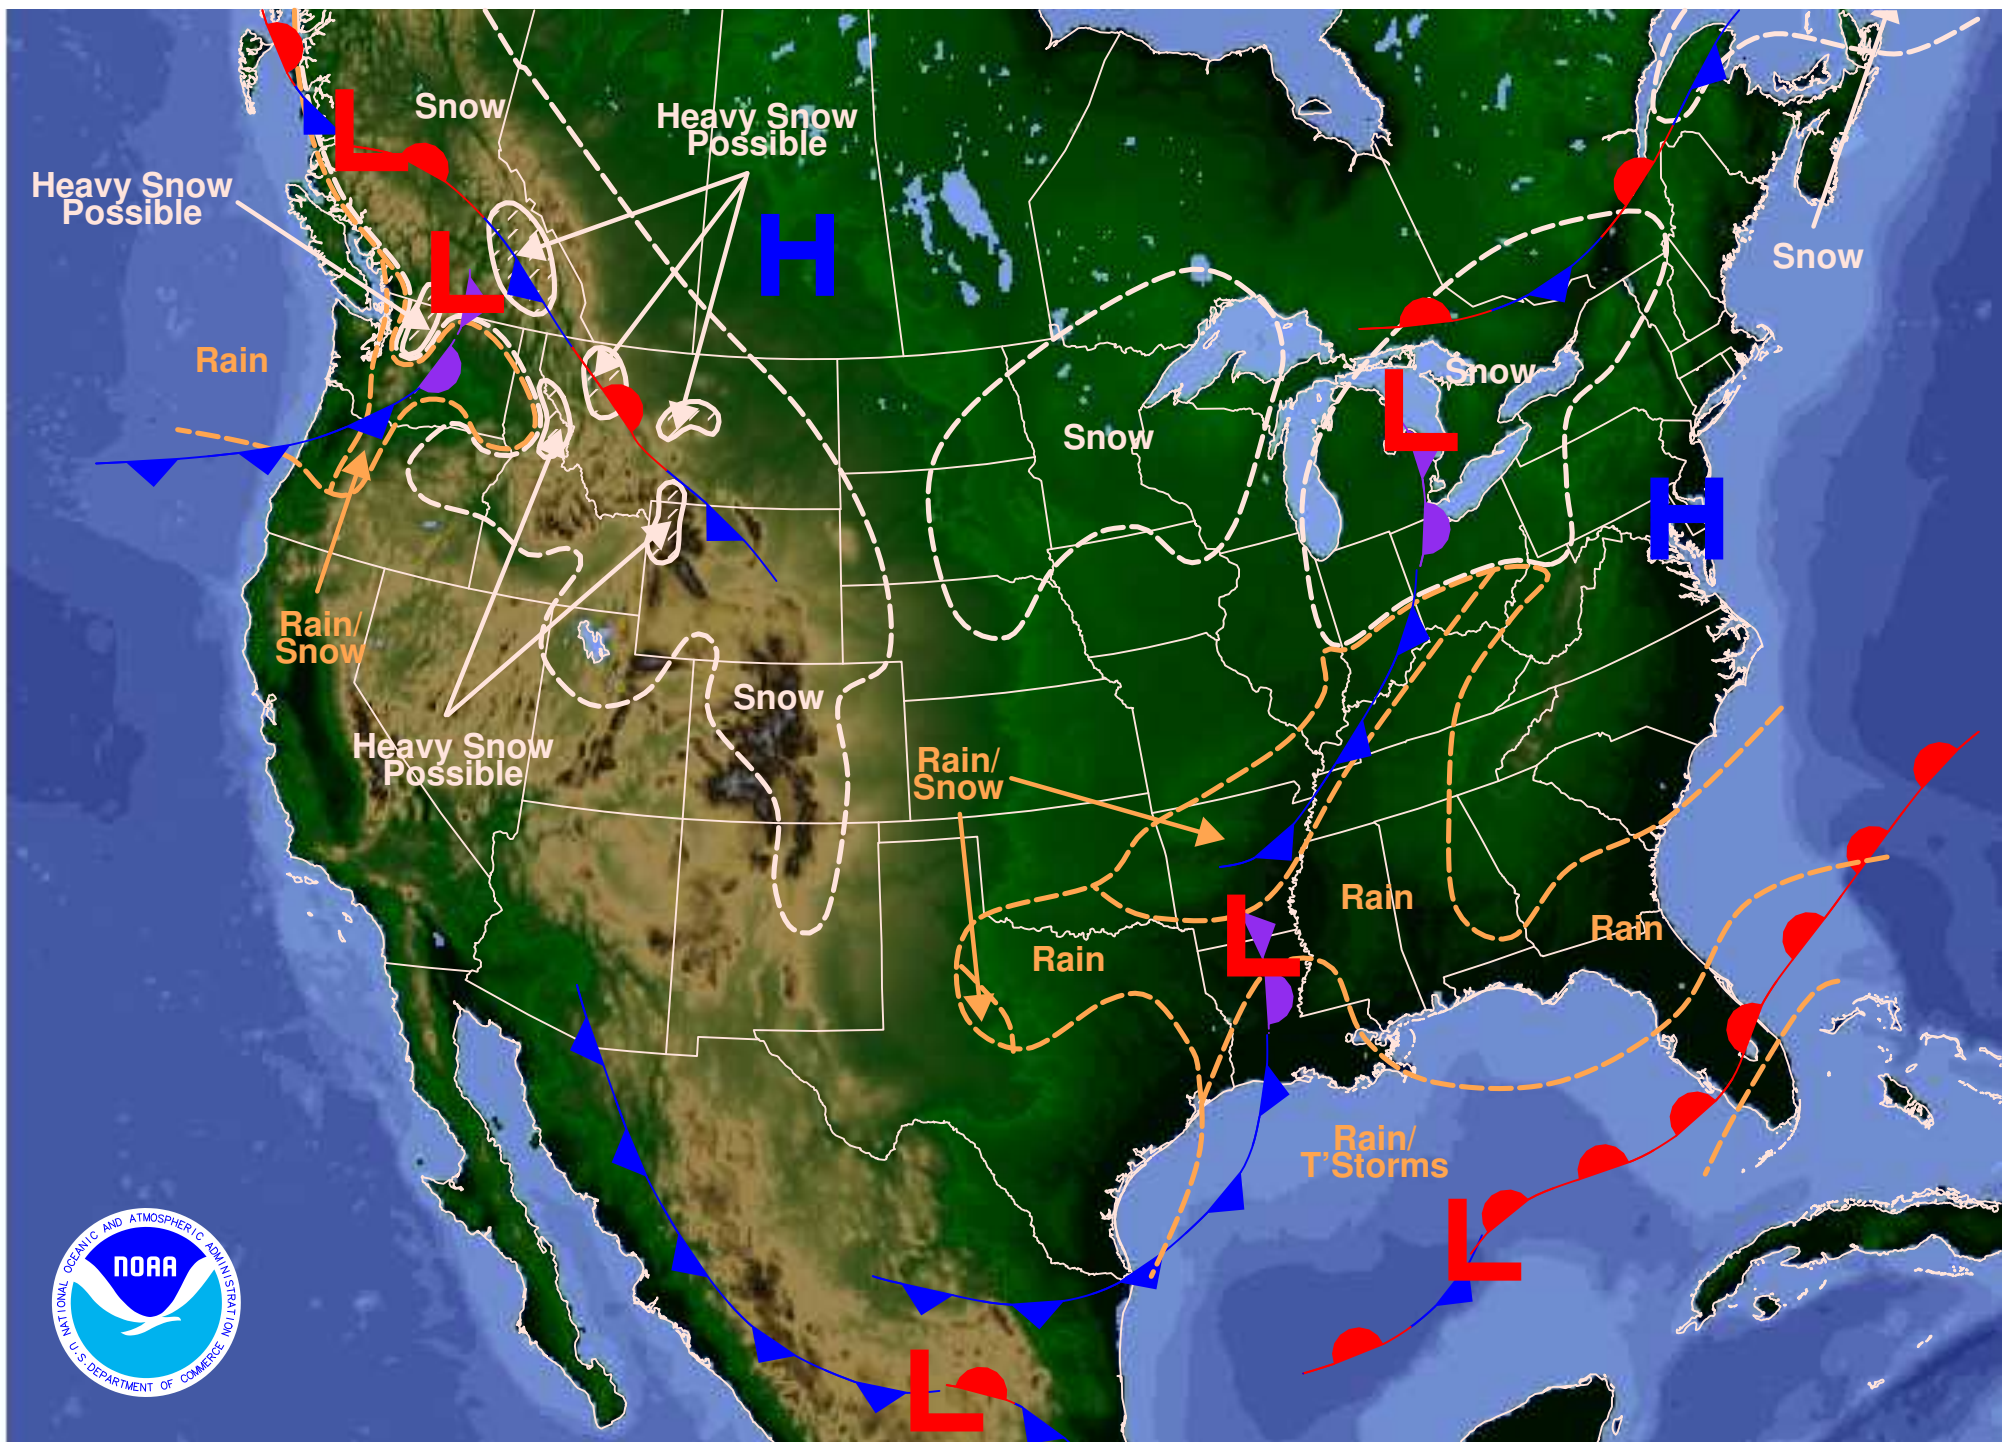 Snow
Heavy Snow
Possible
Heavy Snow
Possible
L
H
L
Snow
Rain
Snow
L
Snow
H
Rain/
Snow
Snow
Heavy Snow
Possible
Rain/
Snow
L
Rain
Rain
Rain
Rain/
T'Storms
L
L
NATIONAL OCEANIC AND ATMOSPHERIC ADMINISTRATION
NOAA
U.S. DEPARTMENT OF COMMERCE